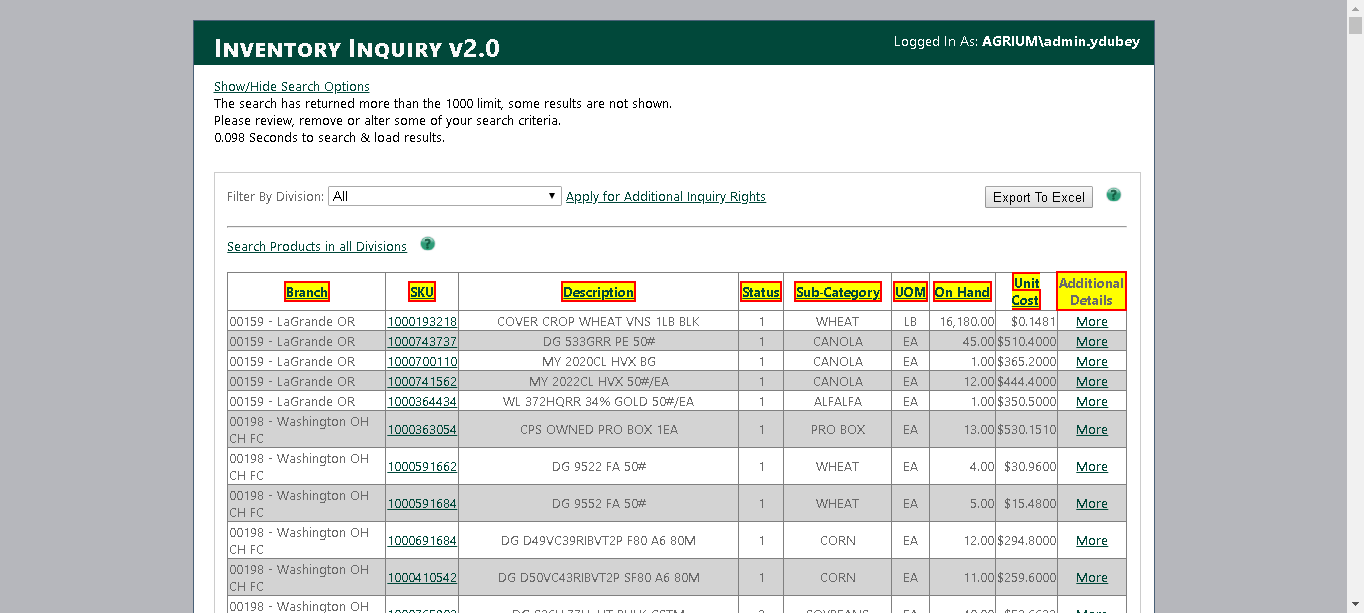 INVENTORY INQUIRY V2.0
Logged In As: AGRIUM\admin.ydubey
Show/Hide Search Options
The search has returned more than the 1000 limit, some results are not shown.
Please review, remove or alter some of your search criteria.
0.098 Seconds to search & load results.
Filter By Division: All Apply for Additional Inquiry Rights Export To Excel ?
Search Products in all Divisions ?
Branch SKU Description Status Sub-Category UOM On Hand Unit Cost Additional Details
00159 - LaGrande OR 1000193218 COVER CROP WHEAT VNS 1LB BLK 1 WHEAT LB 16,180.00 $0.1481 More
00159 - LaGrande OR 1000743737 DG 533GRR PE 50# 1 CANOLA EA 45.00 $510.4000 More
00159 - LaGrande OR 1000700110 MY 2020CL HVX BG 1 CANOLA EA 1.00 $365.2000 More
00159 - LaGrande OR 1000741562 MY 2022CL HVX 50#/EA 1 CANOLA EA 12.00 $444.4000 More
00159 - LaGrande OR 1000364434 WL 372HQRR 34% GOLD 50#/EA 1 ALFALFA EA 1.00 $350.5000 More
00198 - Washington OH CH FC 1000363054 CPS OWNED PRO BOX 1EA 1 PRO BOX EA 13.00 $530.1510 More
00198 - Washington OH CH FC 1000591662 DG 9522 FA 50# 1 WHEAT EA 4.00 $30.9600 More
00198 - Washington OH CH FC 1000591684 DG 9552 FA 50# 1 WHEAT EA 5.00 $15.4800 More
00198 - Washington OH CH FC 1000691684 DG D49VC39RIBVT2P F80 A6 80M 1 CORN EA 12.00 $294.8000 More
00198 - Washington OH CH FC 1000410542 DG D50VC43RIBVT2P SF80 A6 80M 1 CORN EA 11.00 $259.6000 More
00198 - Washington OH